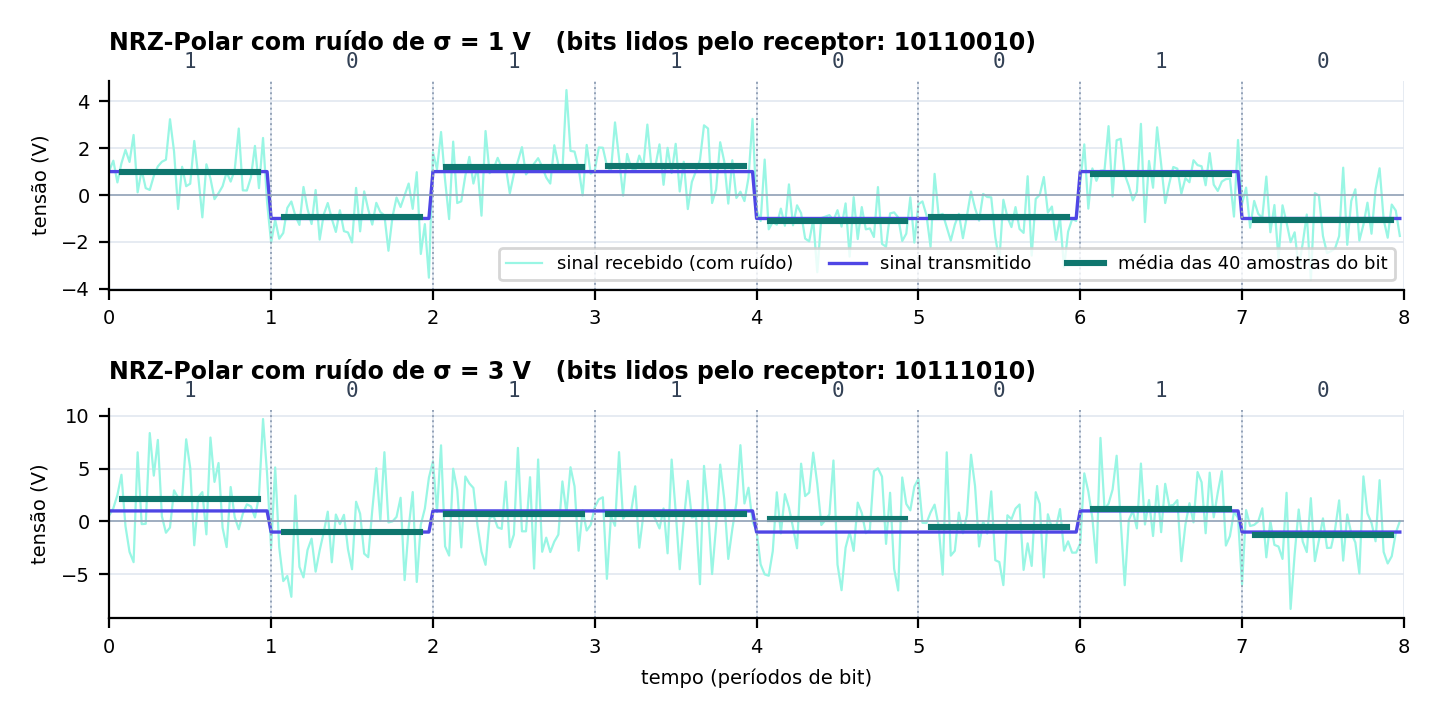 NRZ-Polar com ruído de σ = 1 V (bits lidos pelo receptor: 10110010)
1 0 1 1 0 0 1 0
4
2
0
−2
−4
tensão (V)
sinal recebido (com ruído) sinal transmitido média das 40 amostras do bit
0 1 2 3 4 5 6 7 8
NRZ-Polar com ruído de σ = 3 V (bits lidos pelo receptor: 10111010)
1 0 1 1 0 0 1 0
10
5
0
−5
tensão (V)
0 1 2 3 4 5 6 7 8
tempo (períodos de bit)